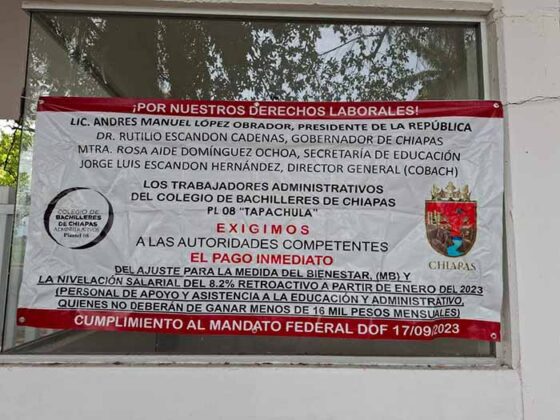 ¡POR NUESTROS DERECHOS LABORALES!
LIC. ANDRES MANUEL LÓPEZ OBRADOR, PRESIDENTE DE LA REPÚBLICA
DR. RUTILIO ESCANDON CADENAS, GOBERNADOR DE CHIAPAS
MTRA. ROSA AIDE DOMÍNGUEZ OCHOA, SECRETARÍA DE EDUCACIÓN
JORGE LUIS ESCANDON HERNÁNDEZ, DIRECTOR GENERAL (COBACH)
LOS TRABAJADORES ADMINISTRATIVOS
DEL COLEGIO DE BACHILLERES DE CHIAPAS
PL 08 "TAPACHULA"
EXIGIMOS
A LAS AUTORIDADES COMPETENTES
EL PAGO INMEDIATO
DEL AJUSTE PARA LA MEDIDA DEL BIENESTAR, (MB) Y
LA NIVELACIÓN SALARIAL DEL 8.2% RETROACTIVO A PARTIR DE ENERO DEL 2023
(PERSONAL DE APOYO Y ASISTENCIA A LA EDUCACIÓN Y ADMINISTRATIVO,
QUIENES NO DEBERÁN DE GANAR MENOS DE 16 MIL PESOS MENSUALES)
CUMPLIMIENTO AL MANDATO FEDERAL DOF 17/09/2023
COLEGIO DE
BACHILLERES
DE CHIAPAS
ADMINISTRATIVOS
Plantel 08
CHIAPAS